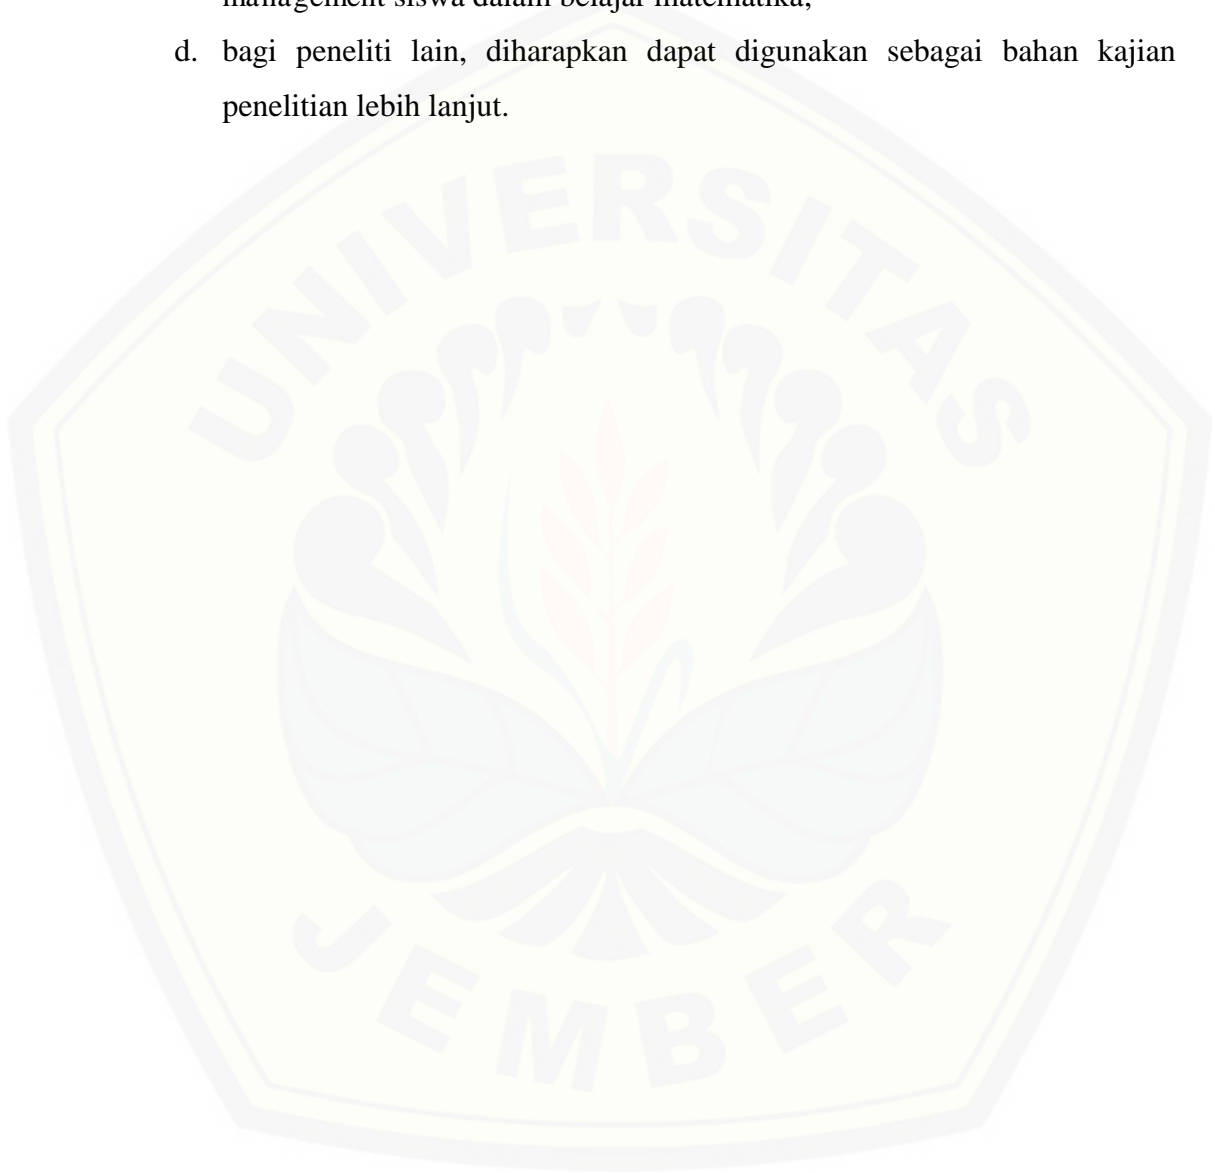 management siswa dalam belajar matematika;
d. bagi peneliti lain, diharapkan dapat digunakan sebagai bahan kajian
penelitian lebih lanjut.
UNIVERSITAS
JEMBER